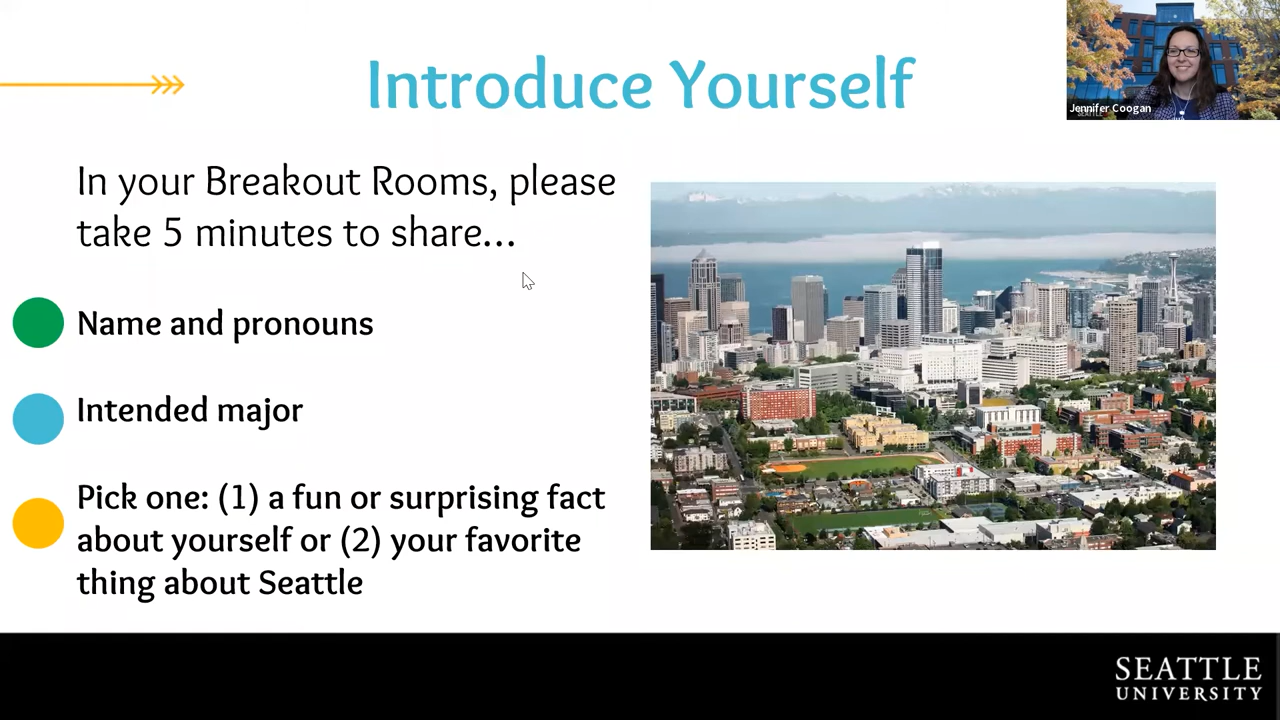 Introduce Yourself
Jennifer Coogan
SEATTLE
In your Breakout Rooms, please
take 5 minutes to share...
Name and pronouns
Intended major
Pick one: (1) a fun or surprising fact
about yourself or (2) your favorite
thing about Seattle
SEATTLE
UNIVERSITY